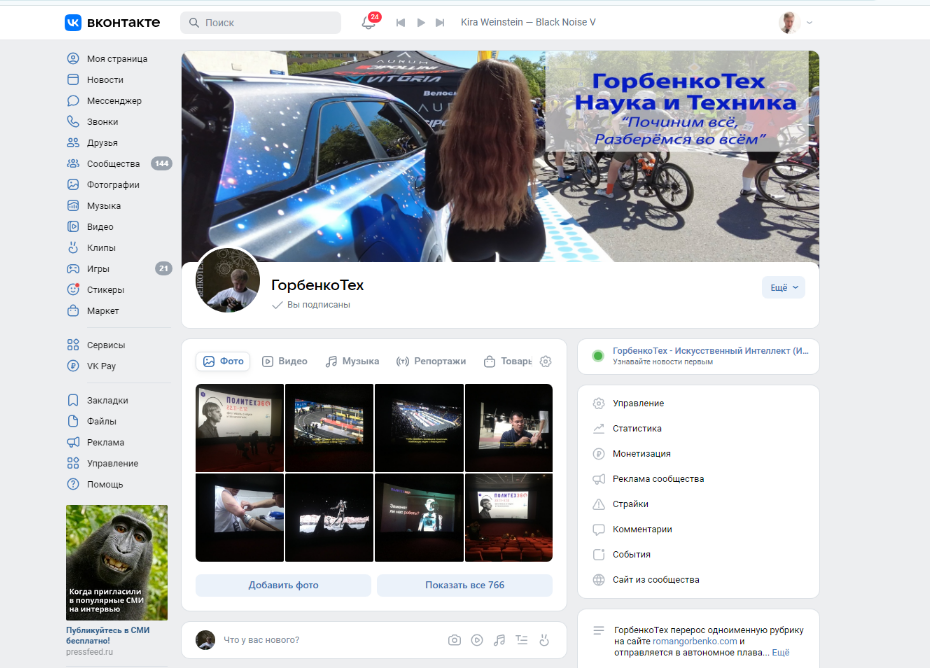 вконтакте
Поиск
24
Kira Weinstein — Black Noise V
Моя страница
Новости
Мессенджер
Звонки
Друзья
Сообщества 144
Фотографии
Музыка
Видео
Клипы
Игры 21
Стикеры
Маркет
Сервисы
VK Pay
Закладки
Файлы
Реклама
Управление
Помощь
Когда пригласили
в популярные СМИ
на интервью
Публикуйтесь в СМИ
бесплатно!
pressfeed.ru
AURUM
VITORIA
ГорбенкоТех
Наука и Техника
“Починим всё,
Разберёмся во всём”
ГорбенкоТех
Вы подписаны
Ещё
Фото Видео Музыка Репортажи Товары
ПОЛИТЕХ
ПОЛИТЕХ
Добавить фото
Показать все 766
Что у вас нового?
ГорбенкоТех - Искусственный Интеллект (И...
Узнавайте новости первым
Управление
Статистика
Монетизация
Реклама сообщества
Страйки
Комментарии
События
Сайт из сообщества
ГорбенкоТех перерос одноименную рубрику
на сайте romangorbenko.com и
отправляется в автономное плава... Ещё